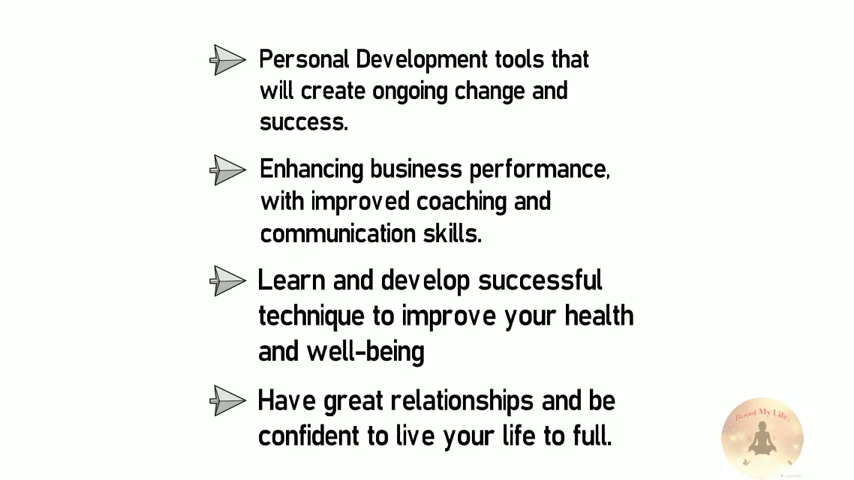 Personal Development tools that
will create ongoing change and
success.
Enhancing business performance,
with improved coaching and
communication skills.
Learn and develop successful
technique to improve your health
and well-being
Have great relationships and be
confident to live your life to full.
My Life